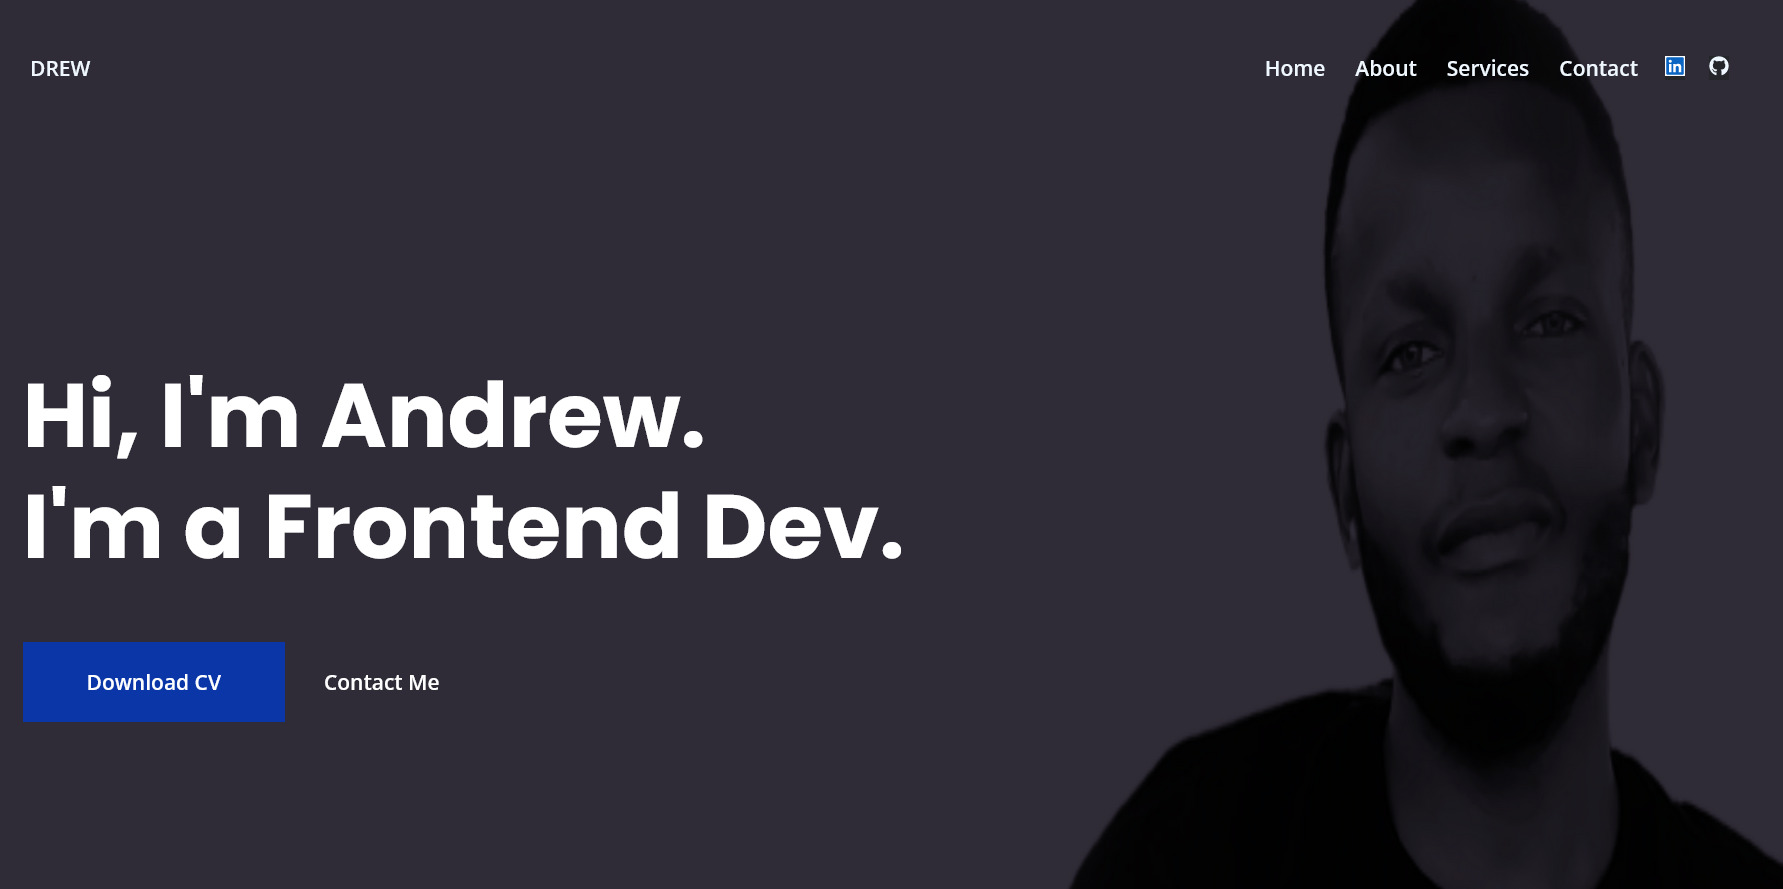 DREW
Home About Services Contact in
Hi, I'm Andrew.
I'm a Frontend Dev.
Download CV Contact Me